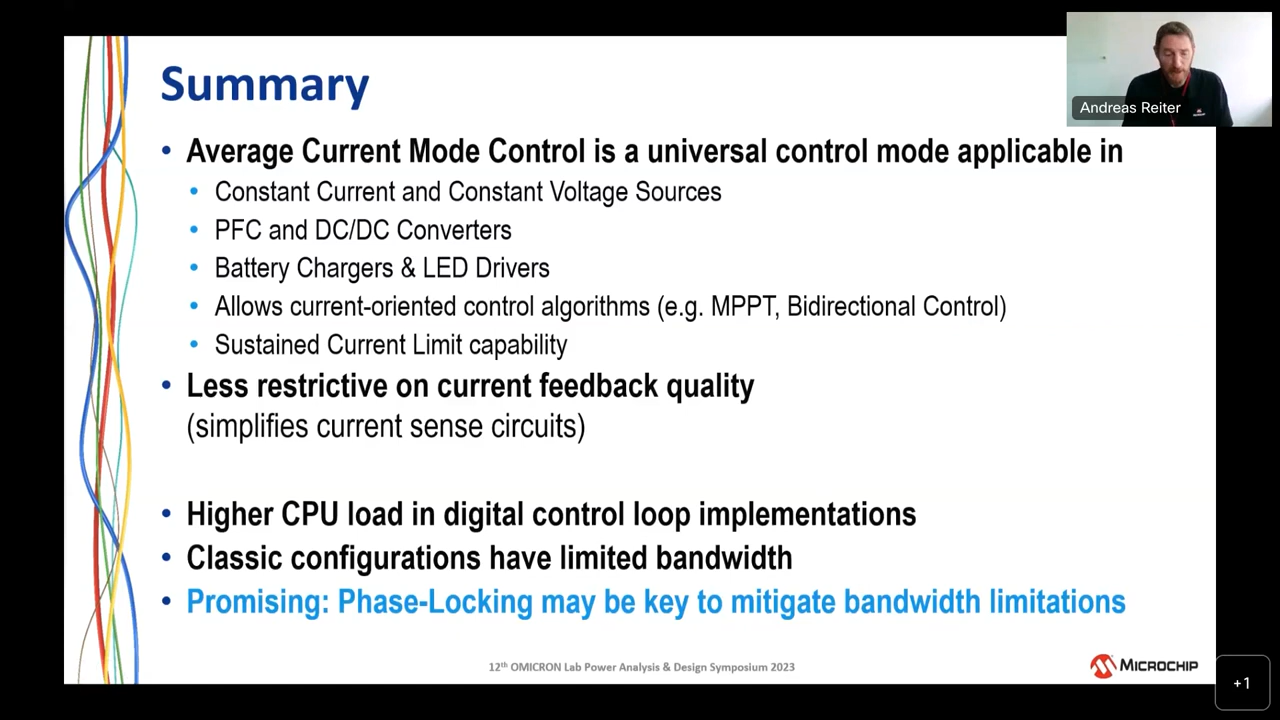 Summary
Andreas Reiter
• Average Current Mode Control is a universal control mode applicable in
• Constant Current and Constant Voltage Sources
• PFC and DC/DC Converters
• Battery Chargers & LED Drivers
• Allows current-oriented control algorithms (e.g. MPPT, Bidirectional Control)
• Sustained Current Limit capability
• Less restrictive on current feedback quality
(simplifies current sense circuits)
• Higher CPU load in digital control loop implementations
• Classic configurations have limited bandwidth
• Promising: Phase-Locking may be key to mitigate bandwidth limitations
12th OMICRON Lab Power Analysis & Design Symposium 2023
MICROCHIP
+1